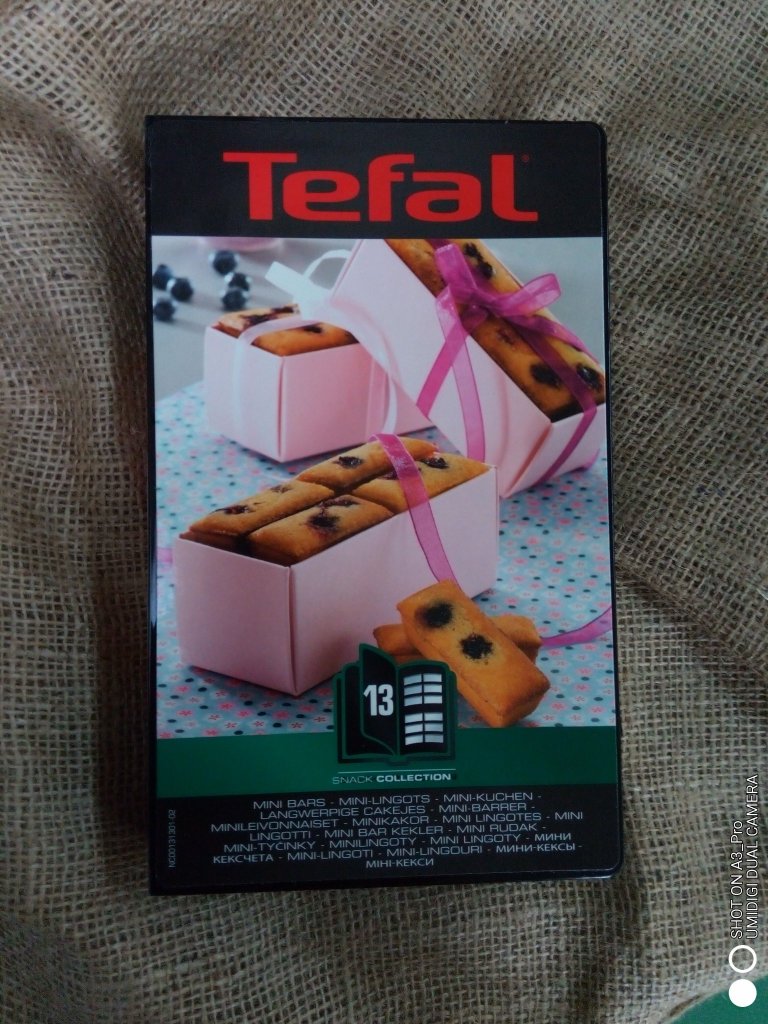 Tefal®
13
SNACK COLLECTION
MINI BARS - MINI-LINGOTS - MINI-KUCHEN -
LANGWERPIGE CAKEJES - MINI-BARRER -
MINILEIVONNAISET - MINIKAKOR - MINI LINGOTES - MINI
LINGOTTI - MINI BAR KEKLER - MINI RUDAK -
MINI-TYČINKY - MINILINGOTY - MINI LINGOTY - МИНИ
КЕКСЧЕТА - MINI-LINGOTI - MINI-LINGOURI - МИНИ-КЕКСЫ -
МІНІ-КЕКСИ
NC00131301-02
SHOT ON A3_Pro
UMIDIGI DUAL CAMERA